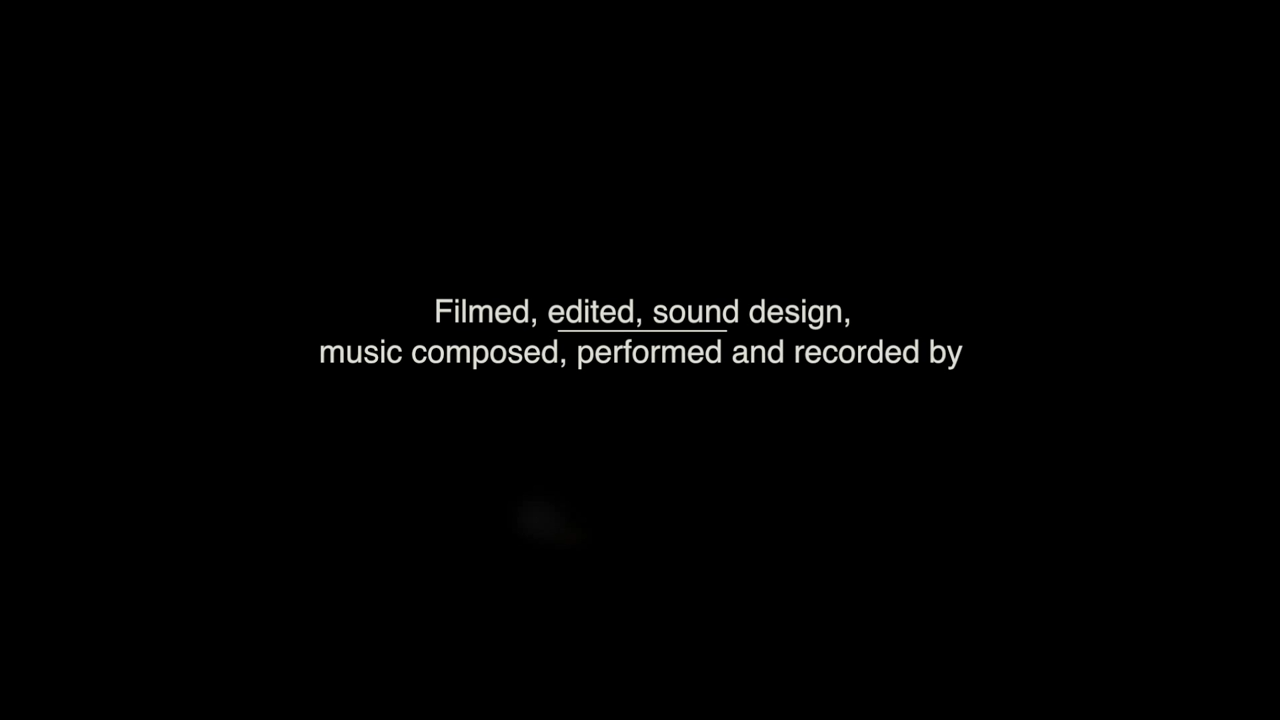 Filmed, edited, sound design,
music composed, performed and recorded by